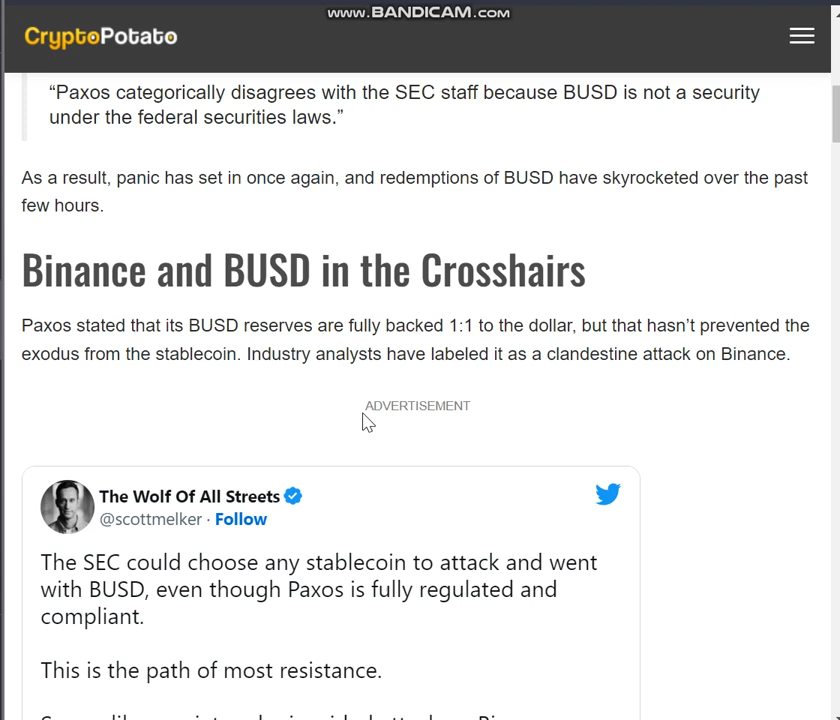 www.BANDICAM.com
CryptoPotato
“Paxos categorically disagrees with the SEC staff because BUSD is not a security
under the federal securities laws.”
As a result, panic has set in once again, and redemptions of BUSD have skyrocketed over the past
few hours.
Binance and BUSD in the Crosshairs
Paxos stated that its BUSD reserves are fully backed 1:1 to the dollar, but that hasn’t prevented the
exodus from the stablecoin. Industry analysts have labeled it as a clandestine attack on Binance.
ADVERTISEMENT
The Wolf Of All Streets
@scottmelker · Follow
The SEC could choose any stablecoin to attack and went
with BUSD, even though Paxos is fully regulated and
compliant.
This is the path of most resistance.